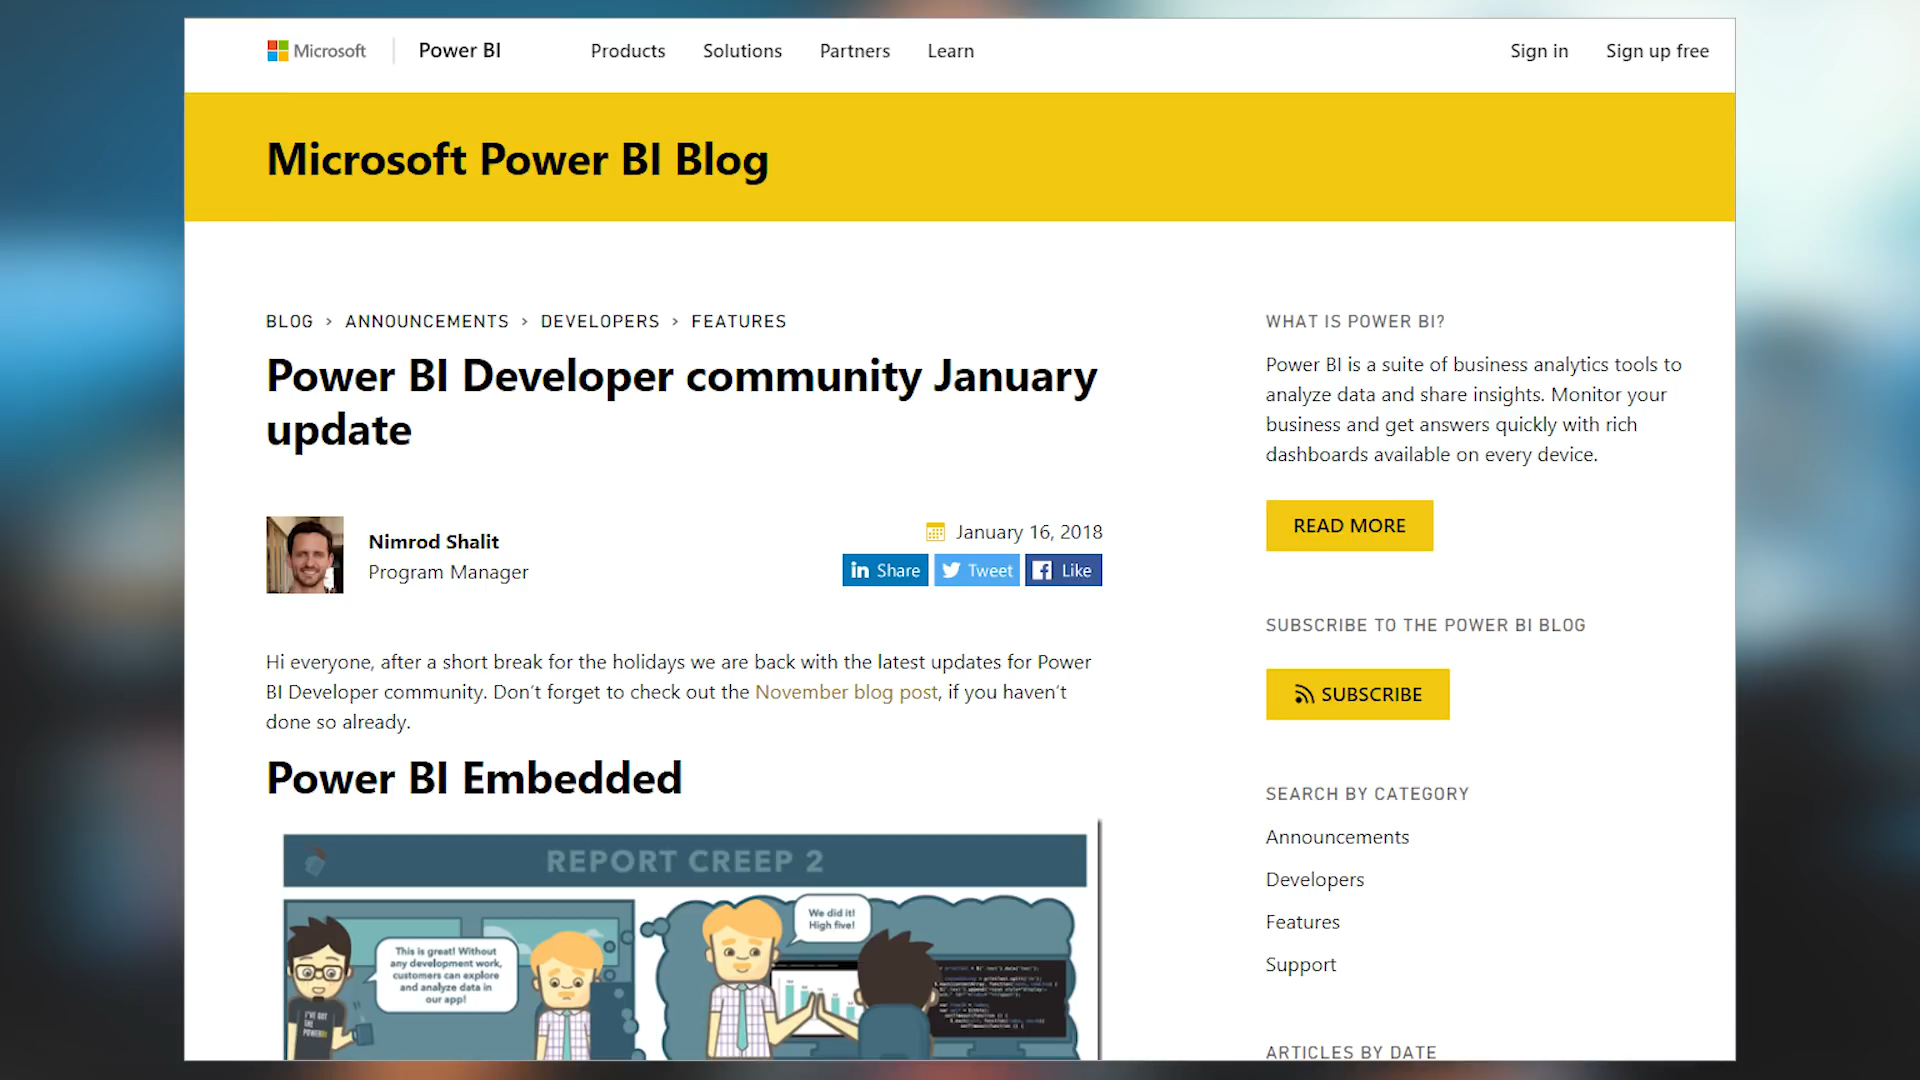 Microsoft
Power BI
Products
Solutions
Partners
Learn
Sign in
Sign up free
Microsoft Power BI Blog
BLOG > ANNOUNCEMENTS > DEVELOPERS > FEATURES
Power BI Developer community January
update
Nimrod Shalit
Program Manager
January 16, 2018
in Share
Tweet
Like
Hi everyone, after a short break for the holidays we are back with the latest updates for Power
BI Developer community. Don't forget to check out the November blog post, if you haven't
done so already.
Power BI Embedded
REPORT CREEP 2
This is great! Without
any development work,
customers can explore
and analyze data in
our app!
I'VE GOT
THE
POWERBI
We did it!
High five!
WHAT IS POWER BI?
Power BI is a suite of business analytics tools to
analyze data and share insights. Monitor your
business and get answers quickly with rich
dashboards available on every device.
READ MORE
SUBSCRIBE TO THE POWER BI BLOG
SUBSCRIBE
SEARCH BY CATEGORY
Announcements
Developers
Features
Support
ARTICLES BY DATE